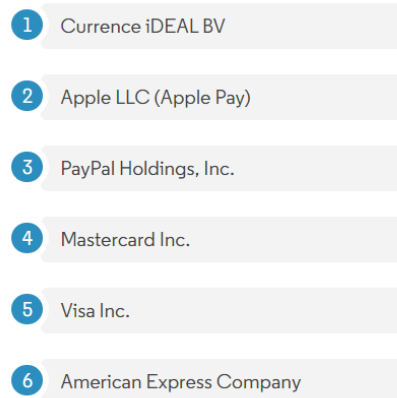 1 Currence iDEAL BV
2 Apple LLC (Apple Pay)
3 PayPal Holdings, Inc.
4 Mastercard Inc.
5 Visa Inc.
6 American Express Company